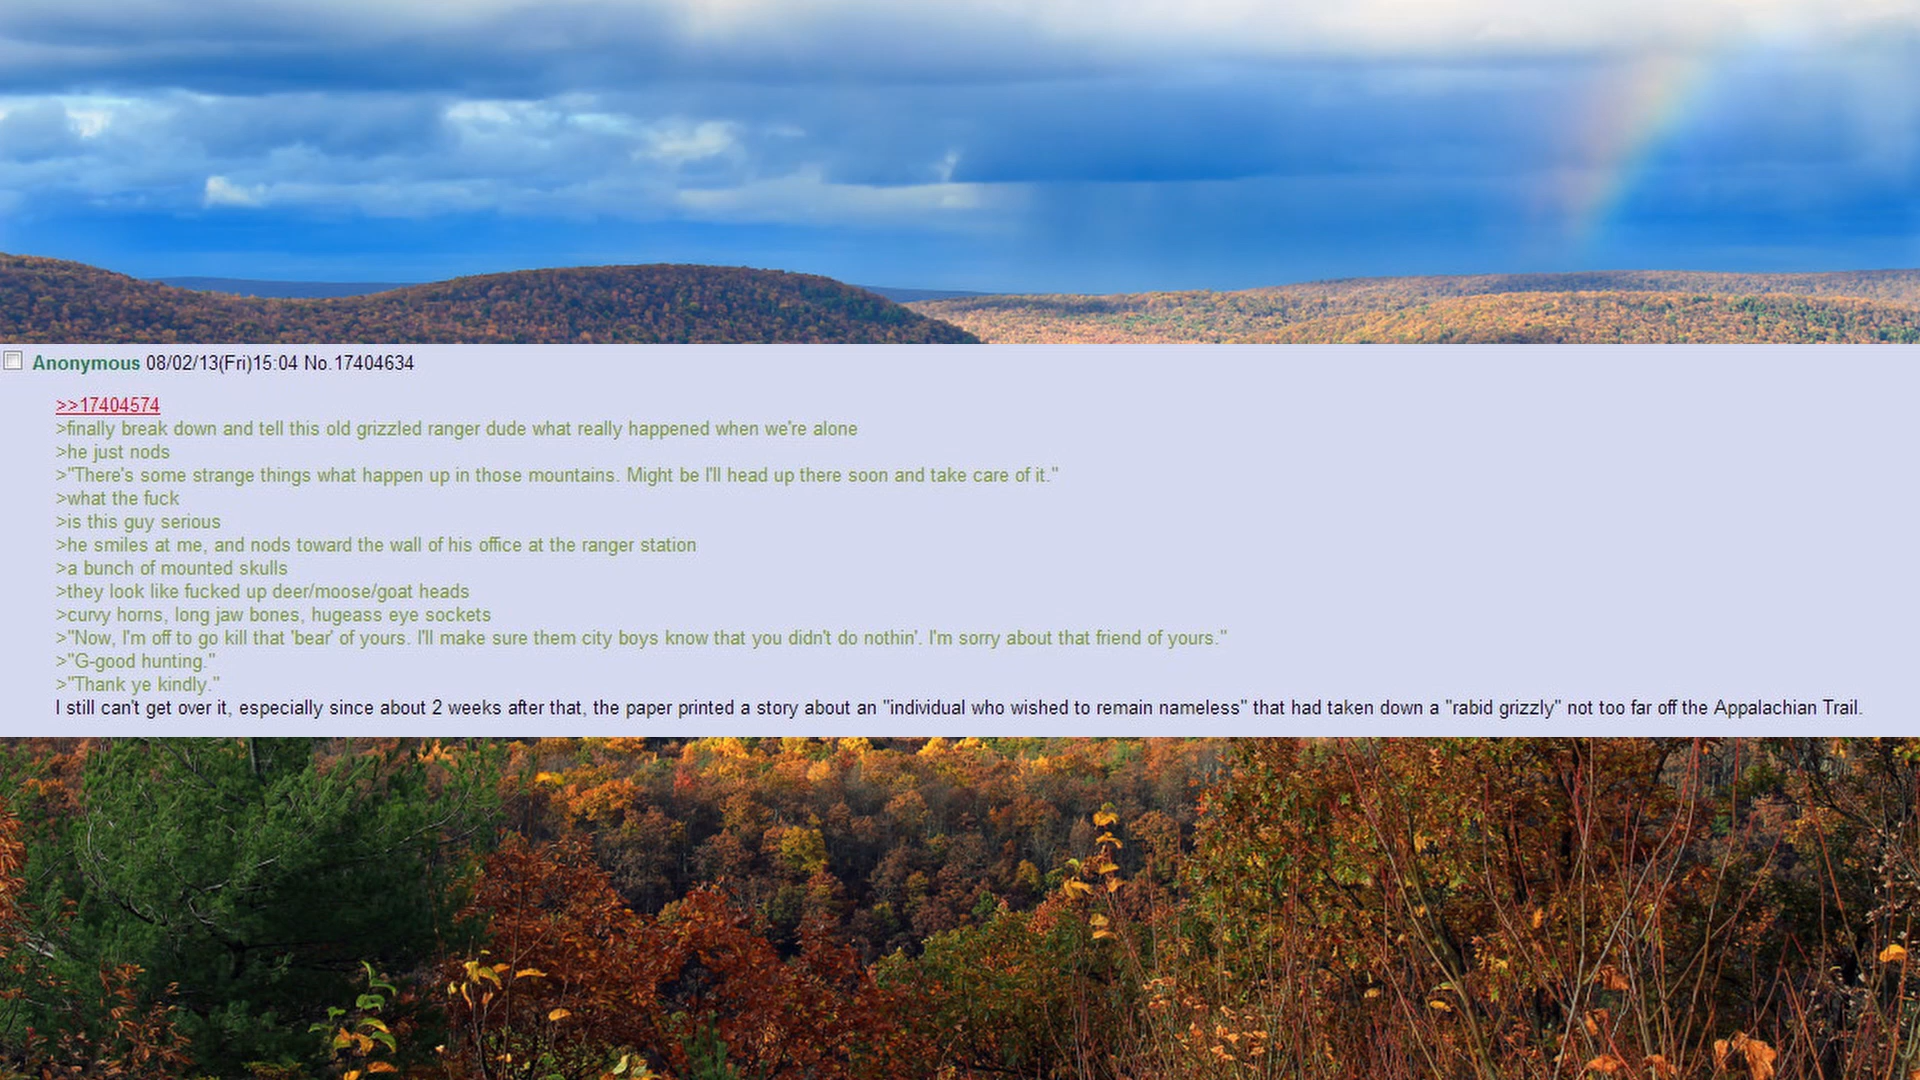 Anonymous 08/02/13(Fri)15:04 No.17404634
>>17404574
>finally break down and tell this old grizzled ranger dude what really happened when we're alone
>he just nods
>"There's some strange things what happen up in those mountains. Might be I'll head up there soon and take care of it."
>what the fuck
>is this guy serious
>he smiles at me, and nods toward the wall of his office at the ranger station
>a bunch of mounted skulls
>they look like fucked up deer/moose/goat heads
>curvy horns, long jaw bones, hugeass eye sockets
>"Now, I'm off to go kill that 'bear' of yours. I'll make sure them city boys know that you didn't do nothin'. I'm sorry about that friend of yours."
>"G-good hunting."
>"Thank ye kindly."
I still can't get over it, especially since about 2 weeks after that, the paper printed a story about an "individual who wished to remain nameless" that had taken down a "rabid grizzly" not too far off the Appalachian Trail.